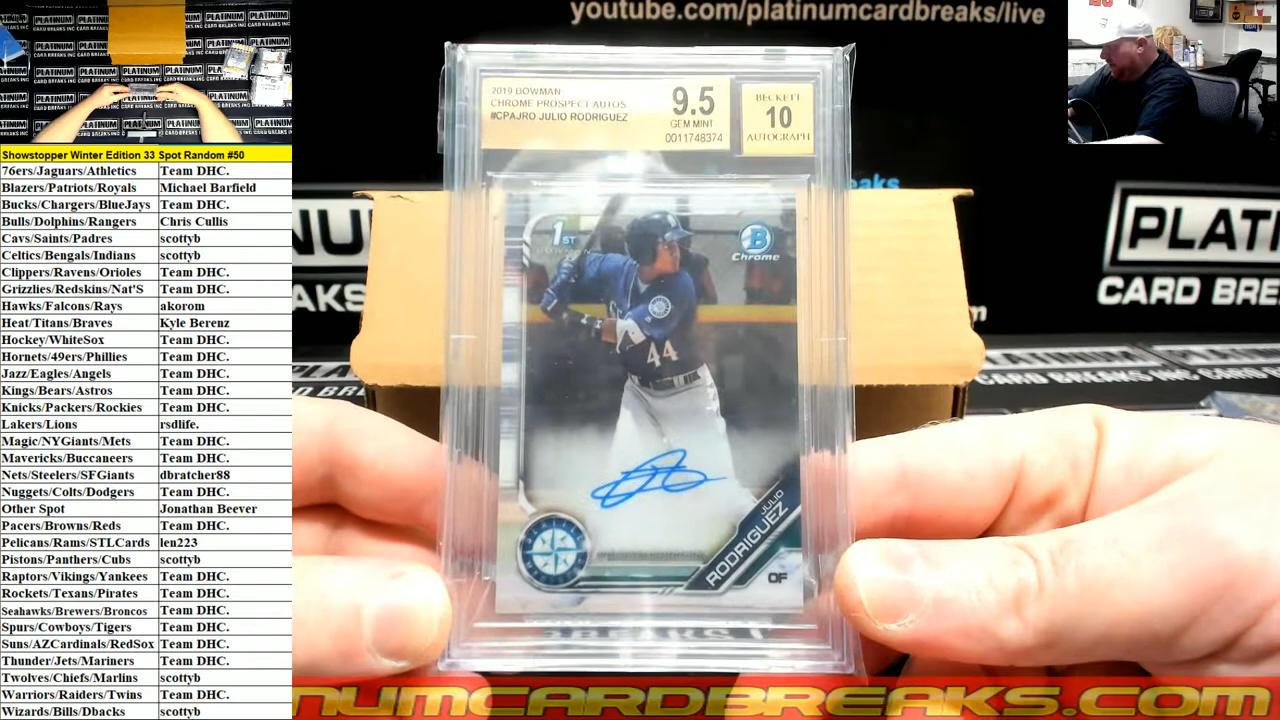 youtube.com/platinumcardbreaks/live
2019 BOWMAN
CHROME PROSPECT AUTOS
#CPAJRO JULIO RODRIGUEZ
9.5
GEM MINT
0011748374
BECKETT
10
AUTOGRAPH
1ST
B
Chrome
44
JULIO
RODRIGUEZ
OF
PLATI
CARD BRE
PLATINUM
CARD BREAKS INC
Showstopper Winter Edition 33 Spot Random #50
76ers/Jaguars/Athletics Team DHC.
Blazers/Patriots/Royals Michael Barfield
Bucks/Chargers/BlueJays Team DHC.
Bulls/Dolphins/Rangers Chris Cullis
Cavs/Saints/Padres scottyb
Celtics/Bengals/Indians scottyb
Clippers/Ravens/Orioles Team DHC.
Grizzlies/Redskins/Nat'S Team DHC.
Hawks/Falcons/Rays akorom
Heat/Titans/Braves Kyle Berenz
Hockey/WhiteSox Team DHC.
Hornets/49ers/Phillies Team DHC.
Jazz/Eagles/Angels Team DHC.
Kings/Bears/Astros Team DHC.
Knicks/Packers/Rockies Team DHC.
Lakers/Lions rsdlife.
Magic/NYGiants/Mets Team DHC.
Mavericks/Buccaneers Team DHC.
Nets/Steelers/SFGiants dbratcher88
Nuggets/Colts/Dodgers Team DHC.
Other Spot Jonathan Beever
Pacers/Browns/Reds Team DHC.
Pelicans/Rams/STLCards len223
Pistons/Panthers/Cubs scottyb
Raptors/Vikings/Yankees Team DHC.
Rockets/Texans/Pirates Team DHC.
Seahawks/Brewers/Broncos Team DHC.
Spurs/Cowboys/Tigers Team DHC.
Suns/AZCardinals/RedSox Team DHC.
Thunder/Jets/Mariners Team DHC.
Twolves/Chiefs/Marlins scottyb
Warriors/Raiders/Twins Team DHC.
Wizards/Bills/Dbacks scottyb
NUMCARDBREAKS.COM